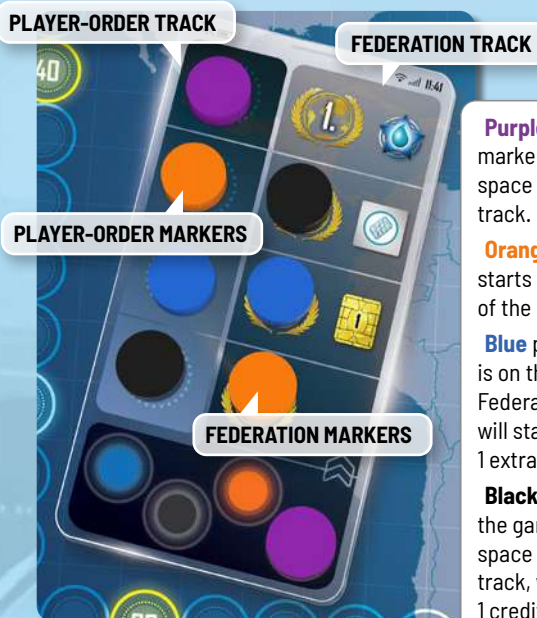 PLAYER-ORDER TRACK
FEDERATION TRACK
40
11:41
1.
PLAYER-ORDER MARKERS
1
FEDERATION MARKERS
Purple
marke
space
track.
Orang
starts
of the
Blue p
is on th
Federa
will sta
1 extra
Black
the gar
space
track,
1 credi